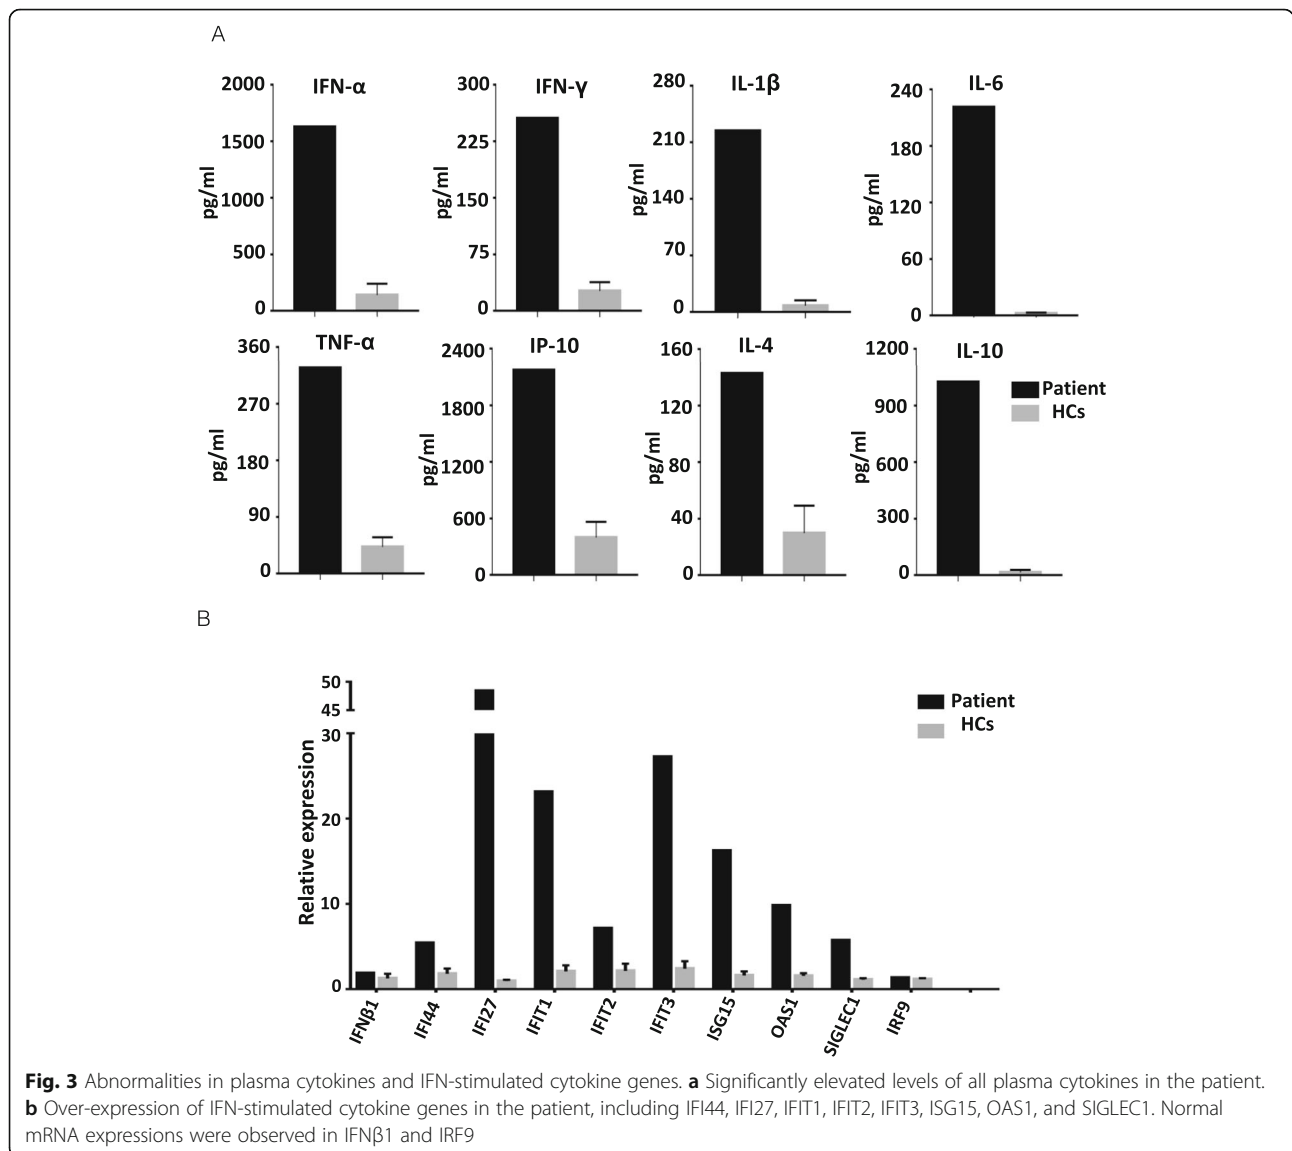 A
IFN-α
2000
1500
1000
500
0
pg/ml
IFN-γ
300
225
150
75
0
pg/ml
IL-1β
280
210
140
70
0
pg/ml
IL-6
240
180
120
60
0
pg/ml
TNF-α
360
270
180
90
0
pg/ml
IP-10
2400
1800
1200
600
0
pg/ml
IL-4
160
120
80
40
0
pg/ml
IL-10
1200
900
600
300
0
pg/ml
Patient
HCs
B
50
45
30
20
10
0
Relative expression
Patient
HCs
IFNβ1
IFI44
IFI27
IFIT1
IFIT2
IFIT3
ISG15
OAS1
SIGLEC1
IRF9
Fig. 3 Abnormalities in plasma cytokines and IFN-stimulated cytokine genes. a Significantly elevated levels of all plasma cytokines in the patient.
b Over-expression of IFN-stimulated cytokine genes in the patient, including IFI44, IFI27, IFIT1, IFIT2, IFIT3, ISG15, OAS1, and SIGLEC1. Normal
mRNA expressions were observed in IFNβ1 and IRF9